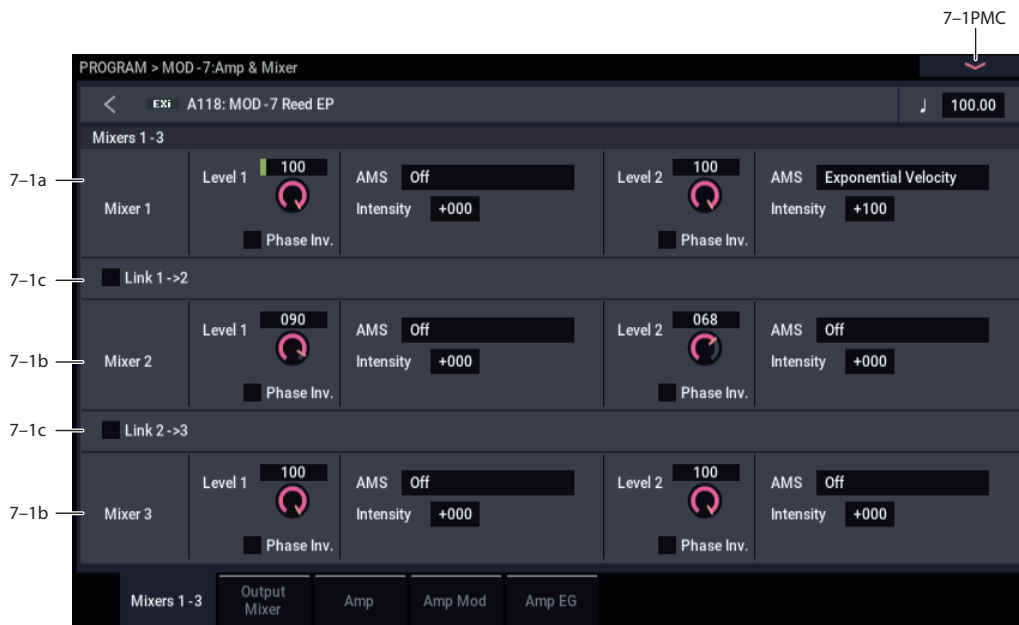 7–1PMC
PROGRAM > MOD-7:Amp & Mixer
EXi A118: MOD-7 Reed EP ♩ 100.00
Mixers 1-3
7–1a
Mixer 1
Level 1 100
Phase Inv.
AMS Off
Intensity +000
Level 2 100
Phase Inv.
AMS Exponential Velocity
Intensity +100
7–1c
Link 1->2
7–1b
Mixer 2
Level 1 090
Phase Inv.
AMS Off
Intensity +000
Level 2 068
Phase Inv.
AMS Off
Intensity +000
7–1c
Link 2->3
7–1b
Mixer 3
Level 1 100
Phase Inv.
AMS Off
Intensity +000
Level 2 100
Phase Inv.
AMS Off
Intensity +000
Mixers 1-3
Output
Mixer
Amp
Amp Mod
Amp EG